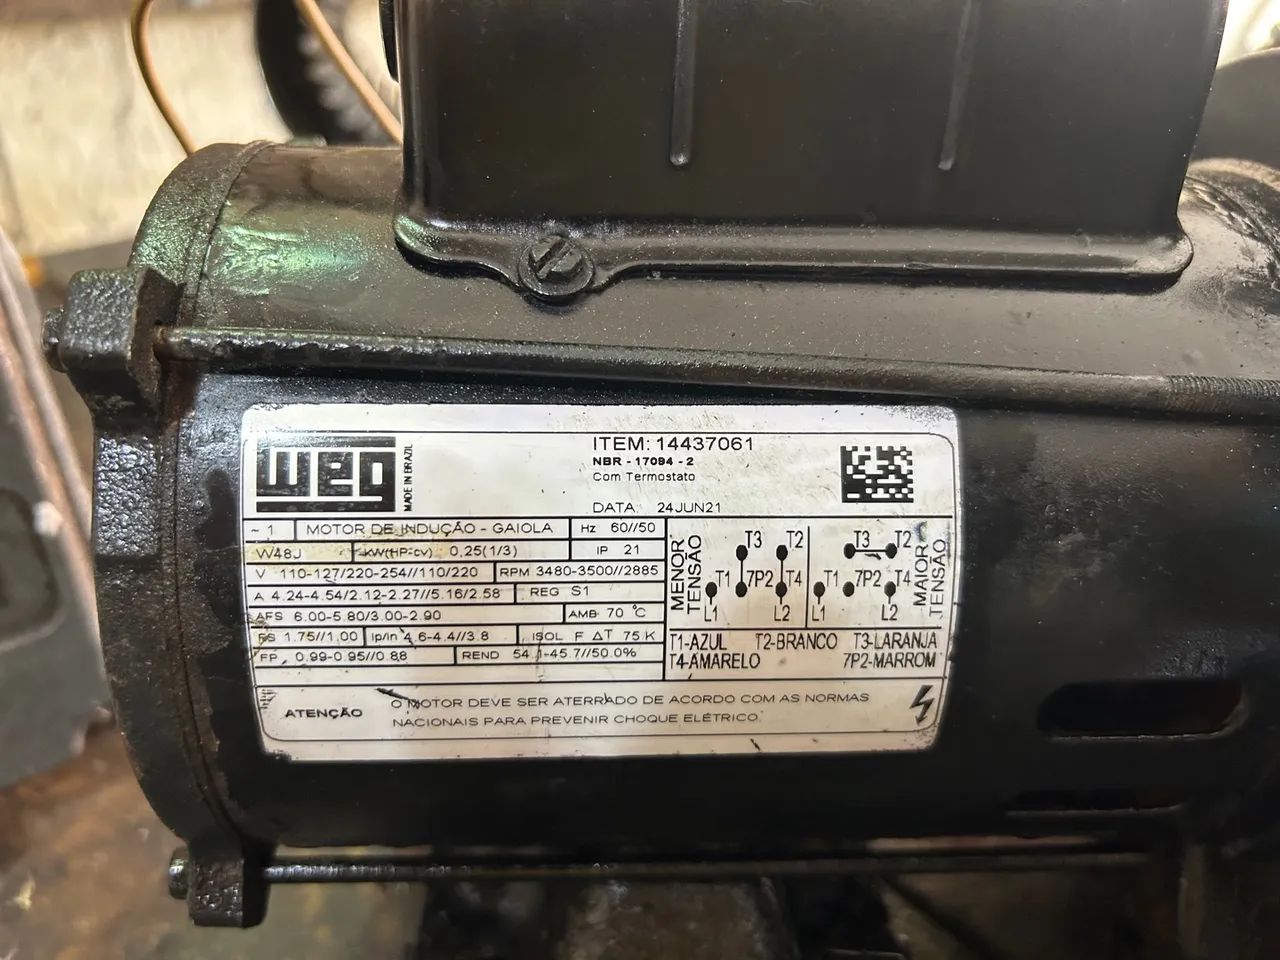 WEG
MADE IN BRAZIL
ITEM: 14437061
NBR - 17094 - 2
Com Termostato
DATA: 24JUN21
~ 1 MOTOR DE INDUÇÃO - GAIOLA Hz 60//50
W48J kW(HP-cv) 0,25(1/3) IP 21
V 110-127/220-254//110/220 RPM 3480-3500//2885
A 4.24-4.54/2.12-2.27//5.16/2.58 REG S1
AFS 6.00-5.80/3.00-2.90 AMB 70 °C
FS 1.75//1.00 Ip/In 4.6-4.4//3.8 ISOL F ΔT 75 K
FP 0.99-0.95//0.88 REND 54.1-45.7//50.0%
MENOR TENSÃO
T3 T2
T1 7P2 T4
L1 L2
T3 T2
T1 7P2 T4
L1 L2
MAIOR TENSÃO
T1-AZUL T2-BRANCO T3-LARANJA
T4-AMARELO 7P2-MARROM
ATENÇÃO
O MOTOR DEVE SER ATERRADO DE ACORDO COM AS NORMAS
NACIONAIS PARA PREVENIR CHOQUE ELÉTRICO.